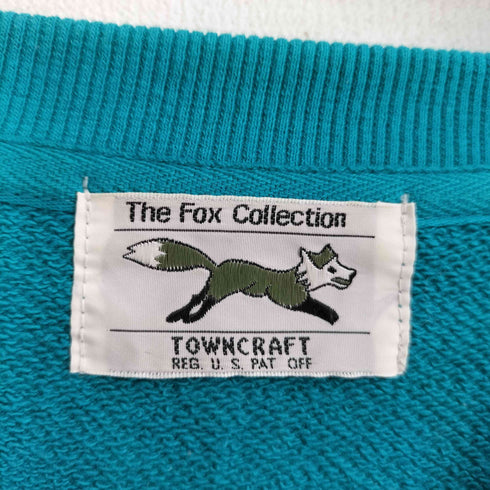 The Fox Collection
TOWNCRAFT
REG. U. S. PAT OFF